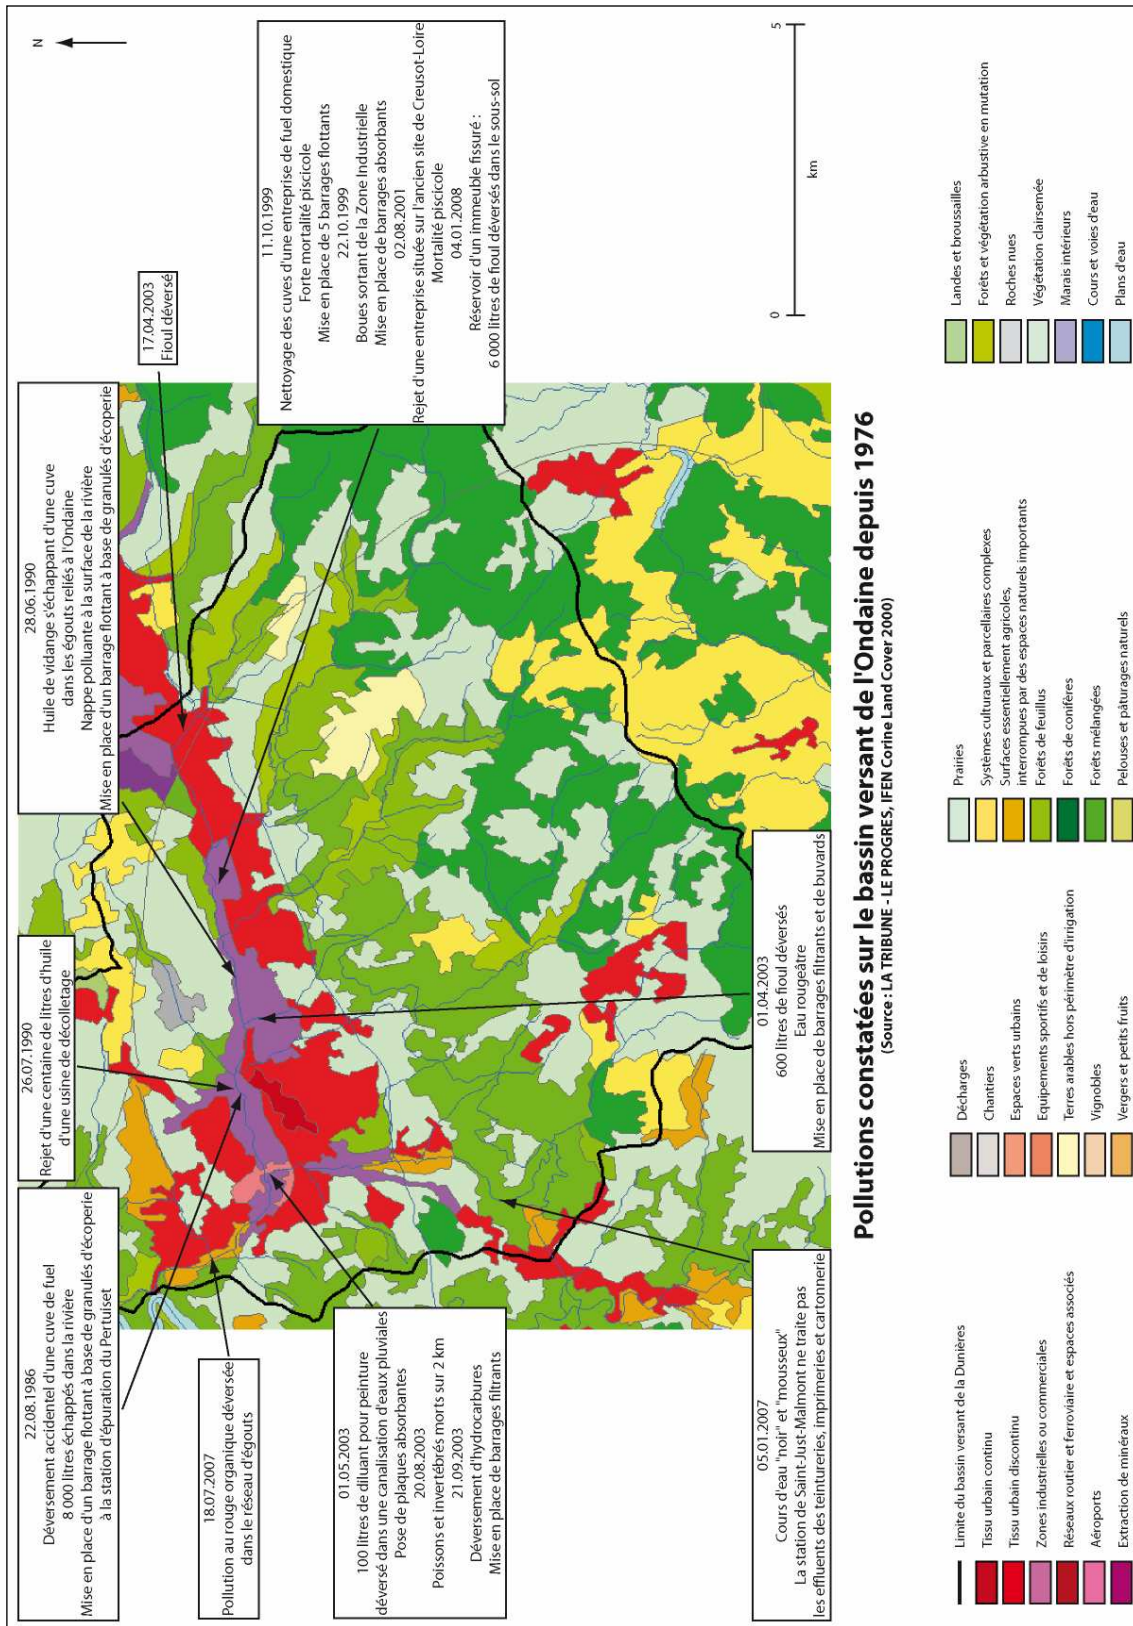 22.08.1986
Déversement accidentel d'une cuve de fuel
8 000 litres échappés dans la rivière
Mise en place d'un barrage flottant à base de granulés d'écoperie
à la station d'épuration du Pertuiset
26.07.1990
Rejet d'une centaine de litres d'huile
d'une usine de décolletage
28.06.1990
Huile de vidange s'échappant d'une cuve
dans les égoûts reliés à l'Ondaine
Nappe polluante à la surface de la rivière
Mise en place d'un barrage flottant à base de granulés d'écoperie
N
17.04.2003
Fioul déversé
18.07.2007
Pollution au rouge organique déversée
dans le réseau d'égouts
11.10.1999
Nettoyage des cuves d'une entreprise de fuel domestique
Forte mortalité piscicole
Mise en place de 5 barrages flottants
22.10.1999
Boues sortant de la Zone Industrielle
Mise en place de barrages absorbants
02.08.2001
Rejet d'une entreprise située sur l'ancien site de Creusot-Loire
Mortalité piscicole
04.01.2008
Réservoir d'un immeuble fissuré :
6 000 litres de fioul déversés dans le sous-sol
01.05.2003
100 litres de diluant pour peinture
déversé dans une canalisation d'eaux pluviales
Pose de plaques absorbantes
20.08.2003
Poissons et invertébrés morts sur 2 km
21.09.2003
Déversement d'hydrocarbures
Mise en place de barrages filtrants
05.01.2007
Cours d'eau "noir" et "mousseux"
La station de Saint-Just-Malmont ne traite pas
les effluents des teintureries, imprimeries et cartonnerie
01.04.2003
600 litres de fioul déversés
Eau rougeâtre
Mise en place de barrages filtrants et de buvards
0
5
km
Pollutions constatées sur le bassin versant de l'Ondaine depuis 1976
(Source : LA TRIBUNE - LE PROGRES, IFEN Corine Land Cover 2000)
Limite du bassin versant de la Dunières
Tissu urbain continu
Tissu urbain discontinu
Zones industrielles ou commerciales
Réseaux routier et ferroviaire et espaces associés
Aéroports
Extraction de minéraux
Décharges
Chantiers
Espaces verts urbains
Equipements sportifs et de loisirs
Terres arables hors périmètre d'irrigation
Vignobles
Vergers et petits fruits
Prairies
Systèmes culturaux et parcellaires complexes
Surfaces essentiellement agricoles,
interrompues par des espaces naturels importants
Forêts de feuillus
Forêts de conifères
Forêts mélangées
Pelouses et pâturages naturels
Landes et broussailles
Forêts et végétation arbustive en mutation
Roches nues
Végétation clairsemée
Marais intérieurs
Cours et voies d'eau
Plans d'eau